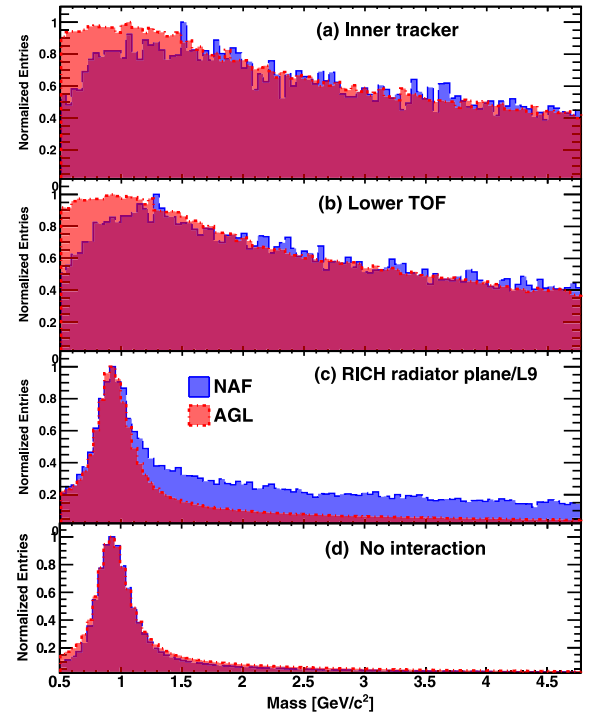 (a) Inner tracker
Normalized Entries
1
0.8
0.6
0.4
0.2
0
(b) Lower TOF
Normalized Entries
1
0.8
0.6
0.4
0.2
0
(c) RICH radiator plane/L9
NAF
AGL
Normalized Entries
1
0.8
0.6
0.4
0.2
0
(d) No interaction
Normalized Entries
1
0.8
0.6
0.4
0.2
0.5 1 1.5 2 2.5 3 3.5 4 4.5
Mass [GeV/c²]